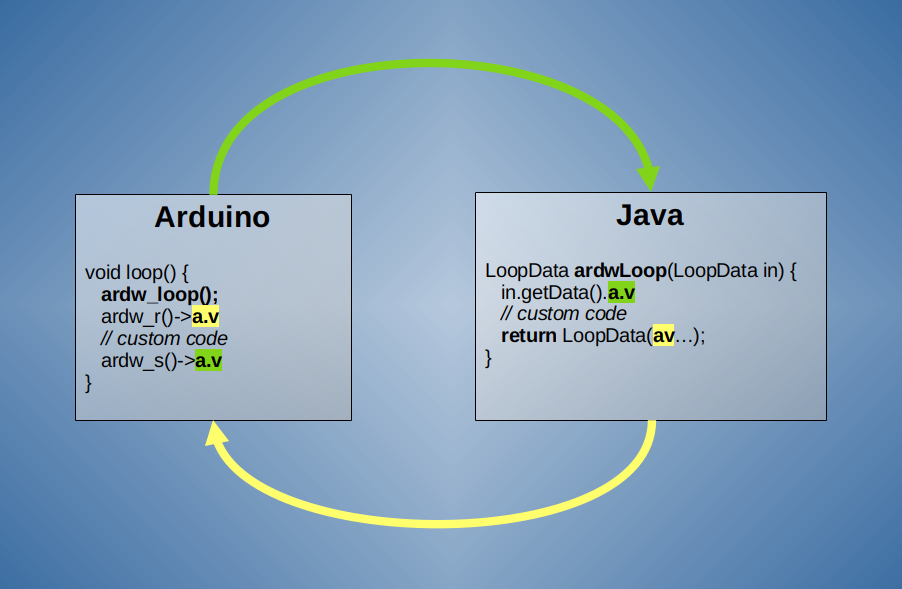 Arduino
void loop() {
ardw_loop();
ardw_r()->a.v
// custom code
ardw_s()->a.v
}
Java
LoopData ardwLoop(LoopData in) {
in.getData().a.v
// custom code
return LoopData(av…);
}